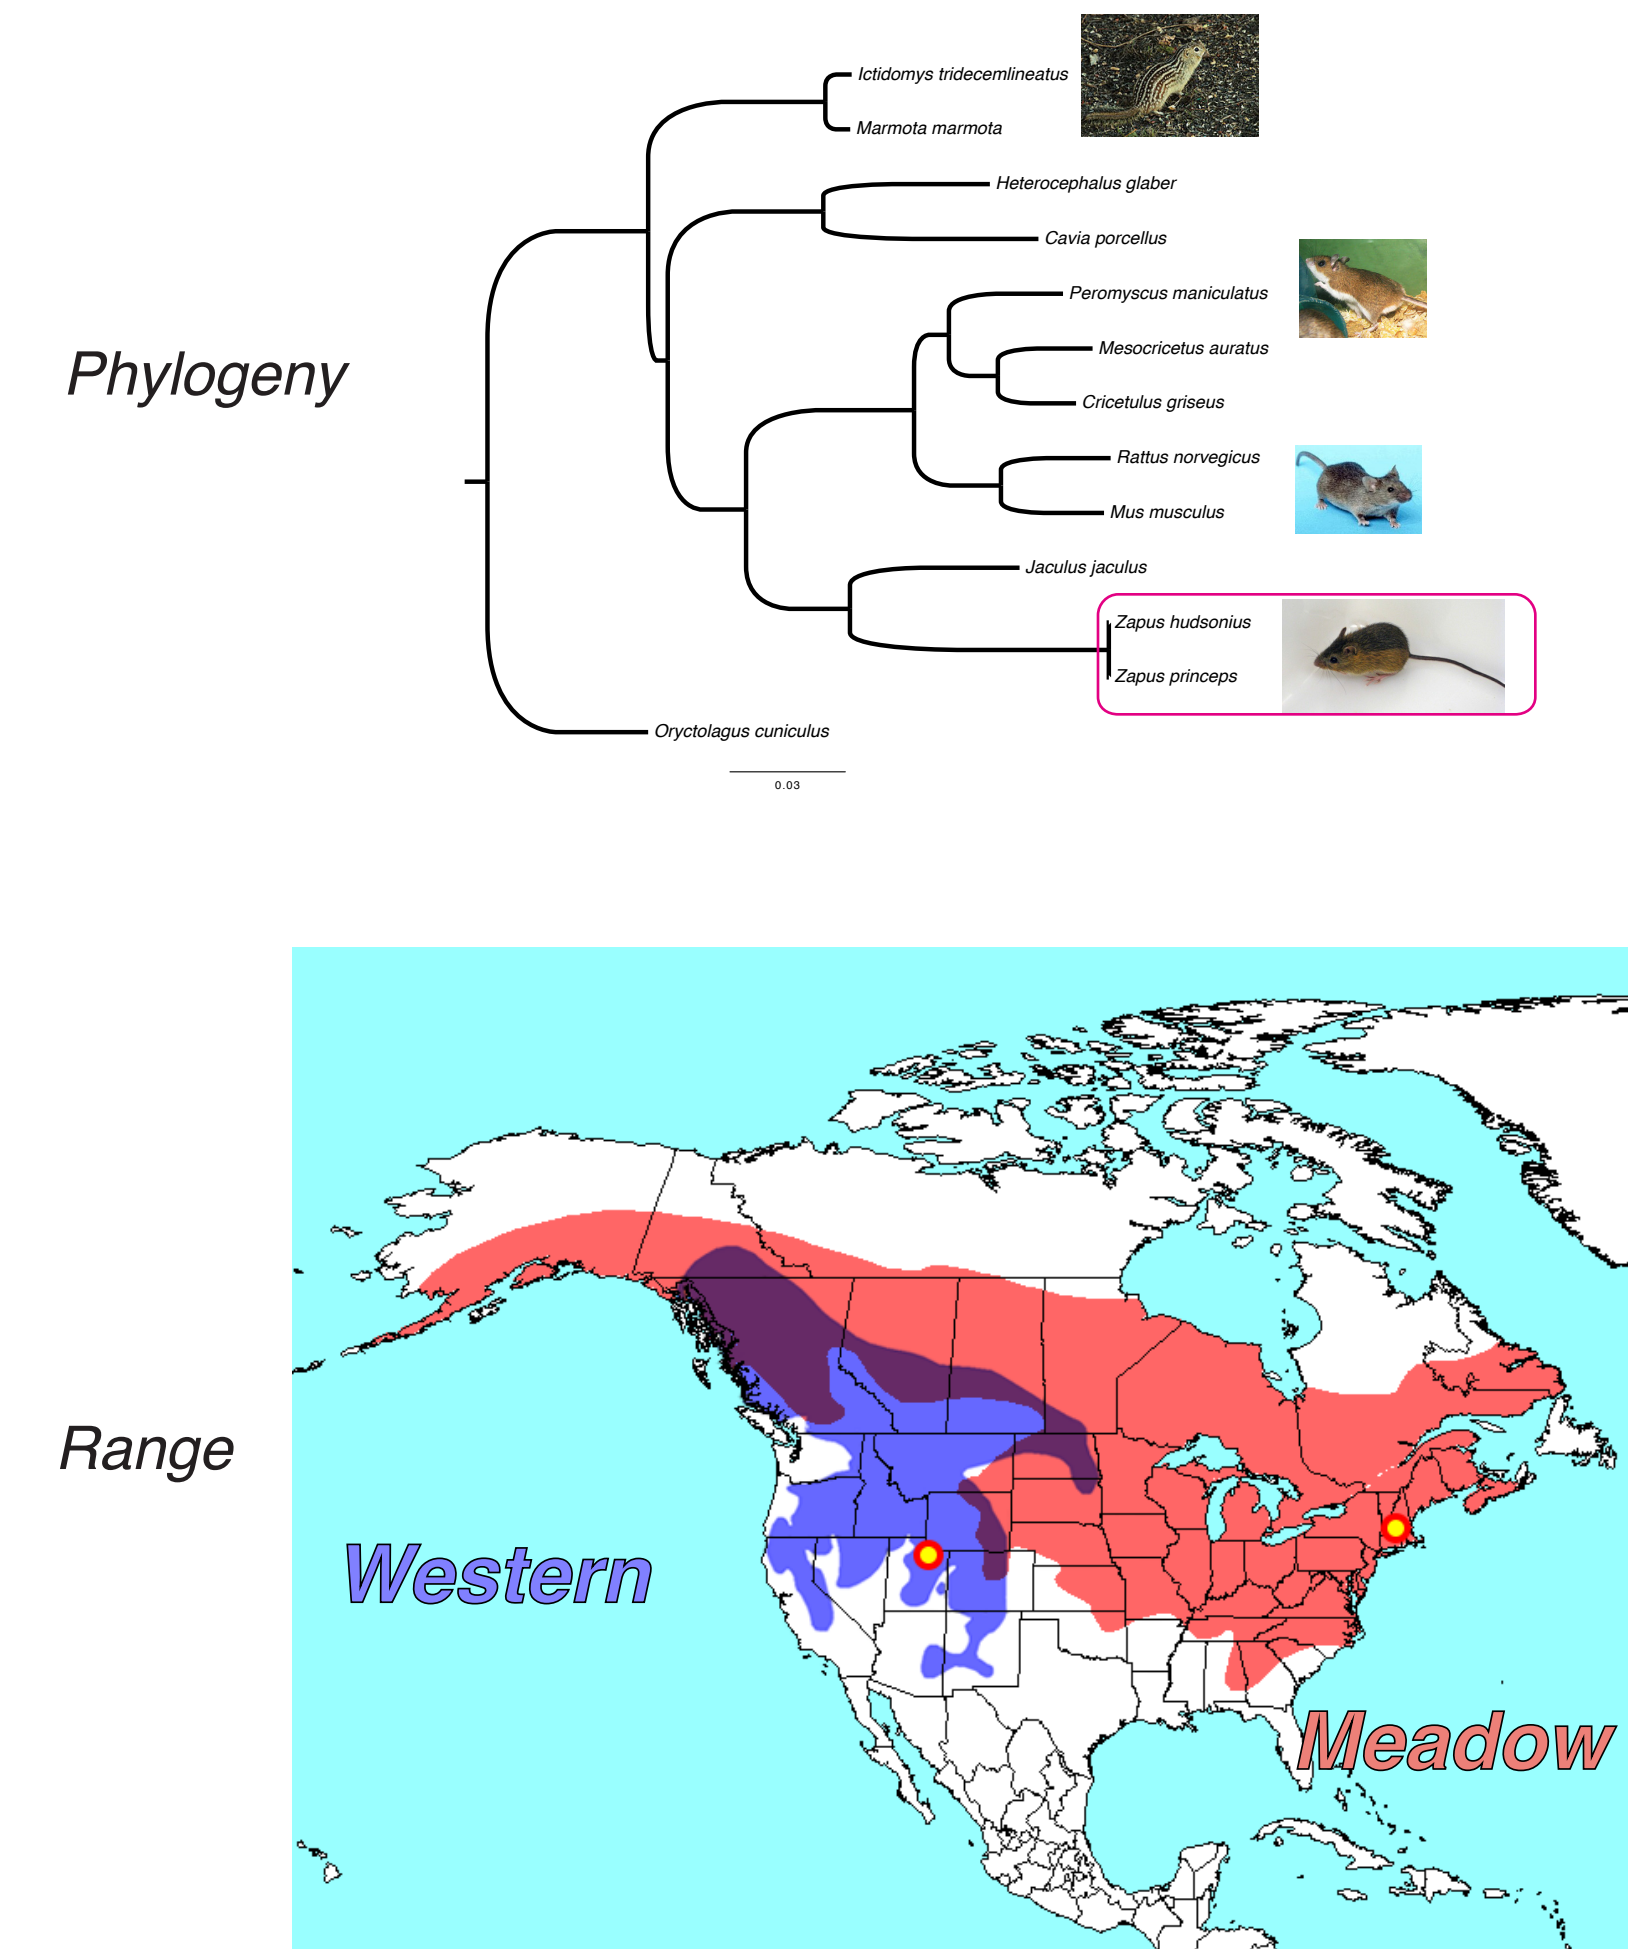 Ictidomys tridecemlineatus
Marmota marmota
Heterocephalus glaber
Cavia porcellus
Peromyscus maniculatus
Mesocricetus auratus
Phylogeny
Cricetulus griseus
Rattus norvegicus
Mus musculus
Jaculus jaculus
Zapus hudsonius
Zapus princeps
Oryctolagus cuniculus
0.03
Range
Western
Meadow